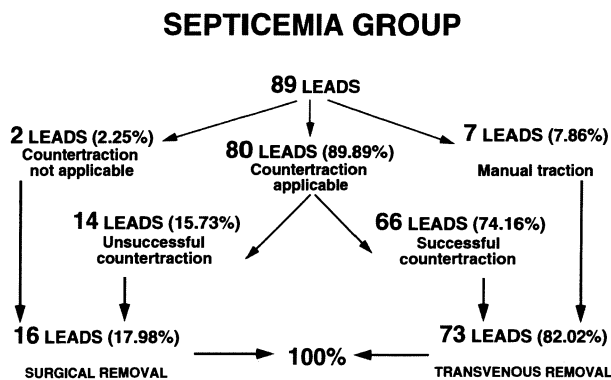 SEPTICEMIA GROUP
89 LEADS
2 LEADS (2.25%)
Countertraction
not applicable
80 LEADS (89.89%)
Countertraction
applicable
7 LEADS (7.86%)
Manual traction
14 LEADS (15.73%)
Unsuccessful
countertraction
66 LEADS (74.16%)
Successful
countertraction
16 LEADS (17.98%)
SURGICAL REMOVAL
100%
73 LEADS (82.02%)
TRANSVENOUS REMOVAL